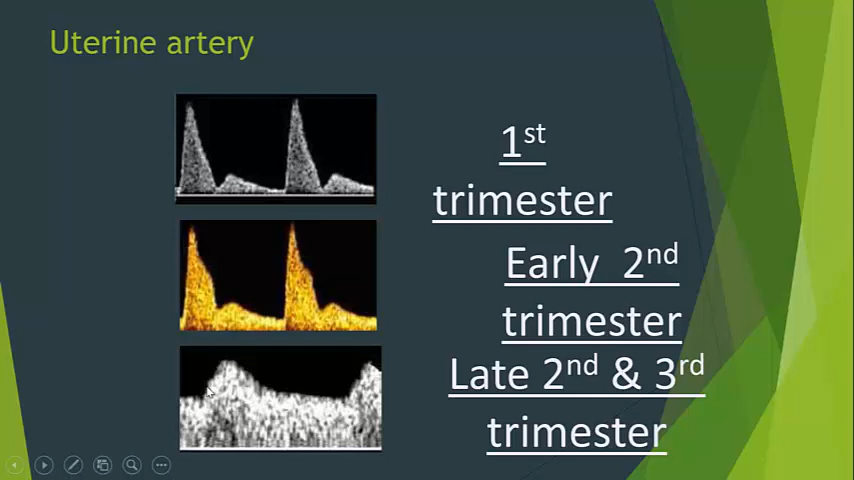 Uterine artery
1st
trimester
Early 2nd
trimester
Late 2nd & 3rd
trimester